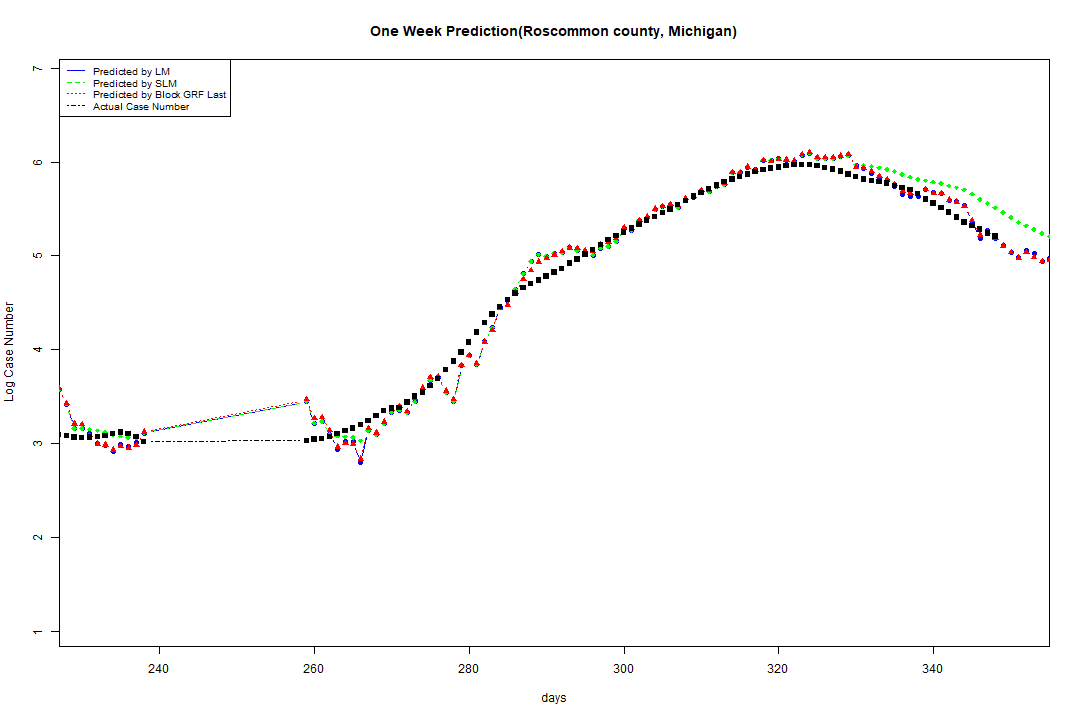 One Week Prediction(Roscommon county, Michigan)
Predicted by LM
Predicted by SLM
Predicted by Block GRF Last
Actual Case Number
7
6
5
4
3
2
1
Log Case Number
240
260
280
300
320
340
days